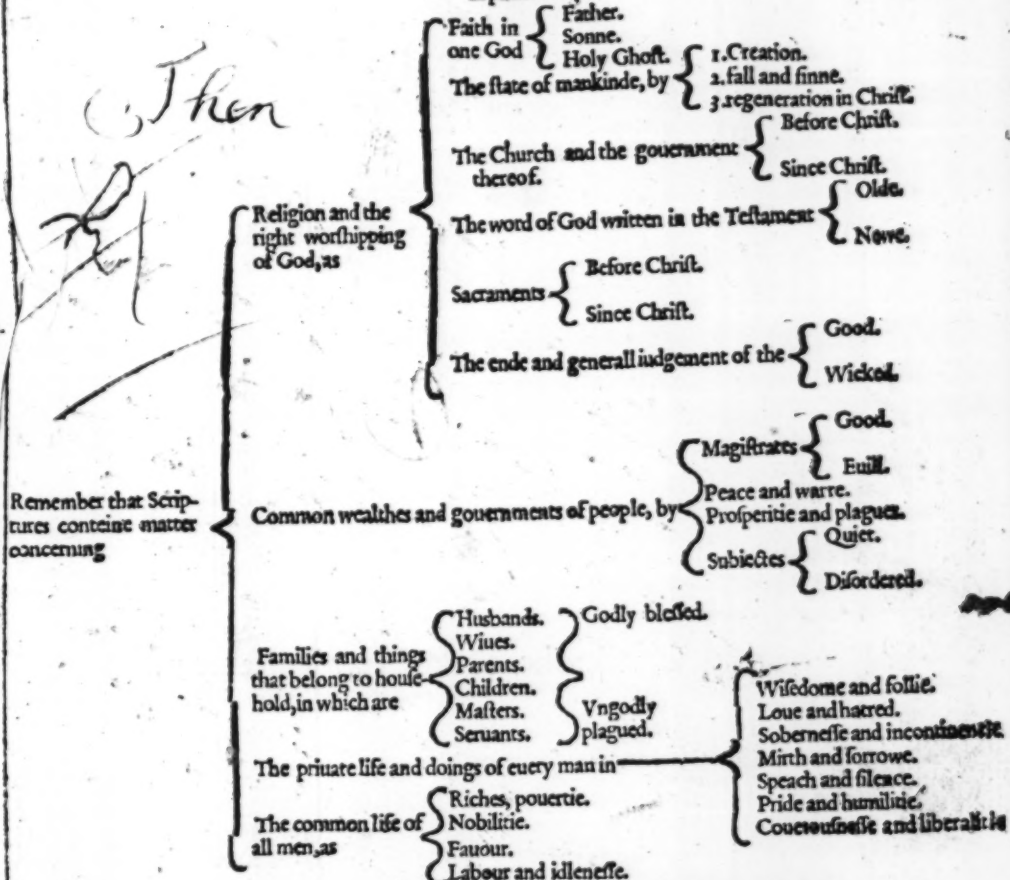 Then
Remember that Scrip-
tures conteine matter
concerning
Religion and the
right worſhipping
of God, as
Faith in
one God
Father.
Sonne.
Holy Ghoſt.
The ſtate of mankinde, by
1. Creation.
2. fall and ſinne.
3. regeneration in Chriſt.
The Church and the gouernment
thereof.
Before Chriſt.
Since Chriſt.
The word of God written in the Teſtament
Olde.
Newe.
Sacraments
Before Chriſt.
Since Chriſt.
The ende and generall iudgement of the
Good.
Wicked.
Common wealthes and gouernments of people, by
Magiſtrates
Good.
Euill.
Peace and warre.
Proſperitie and plagues.
Subiectes
Quiet.
Diſordered.
Families and things
that belong to houſe-
hold, in which are
Husbands.
Wiues.
Parents.
Children.
Maſters.
Seruants.
Godly bleſſed.
Vngodly
plagued.
The priuate life and doings of euery man in
Wiſedome and follie.
Loue and hatred.
Soberneſſe and incontinencie.
Mirth and ſorrowe.
Speach and ſilence.
Pride and humilitie.
Couetouſneſſe and liberalitie
The common life of
all men, as
Riches, pouertie.
Nobilitie.
Fauour.
Labour and idleneſſe.